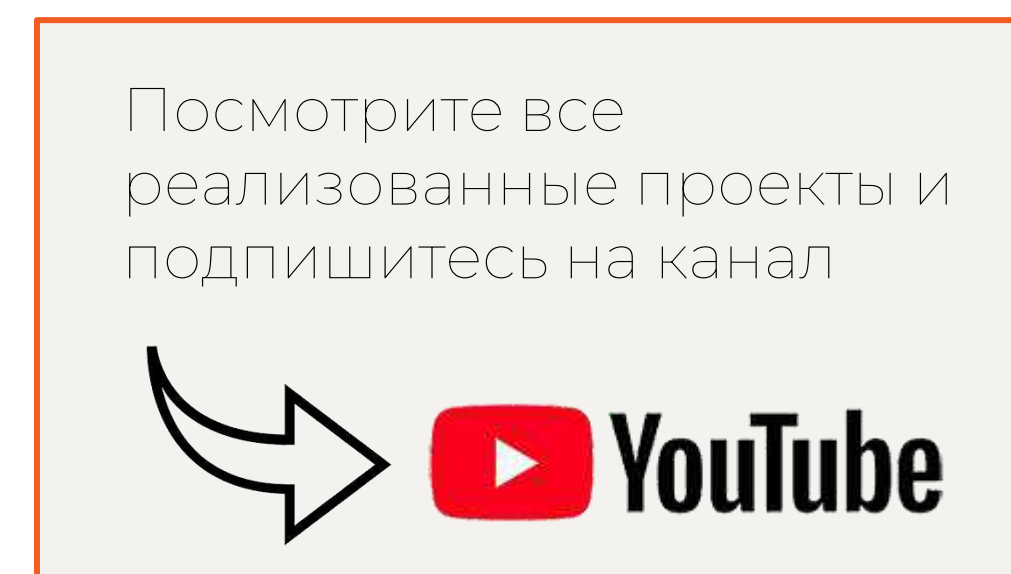 Посмотрите все
реализованные проекты и
подпишитесь на канал
YouTube